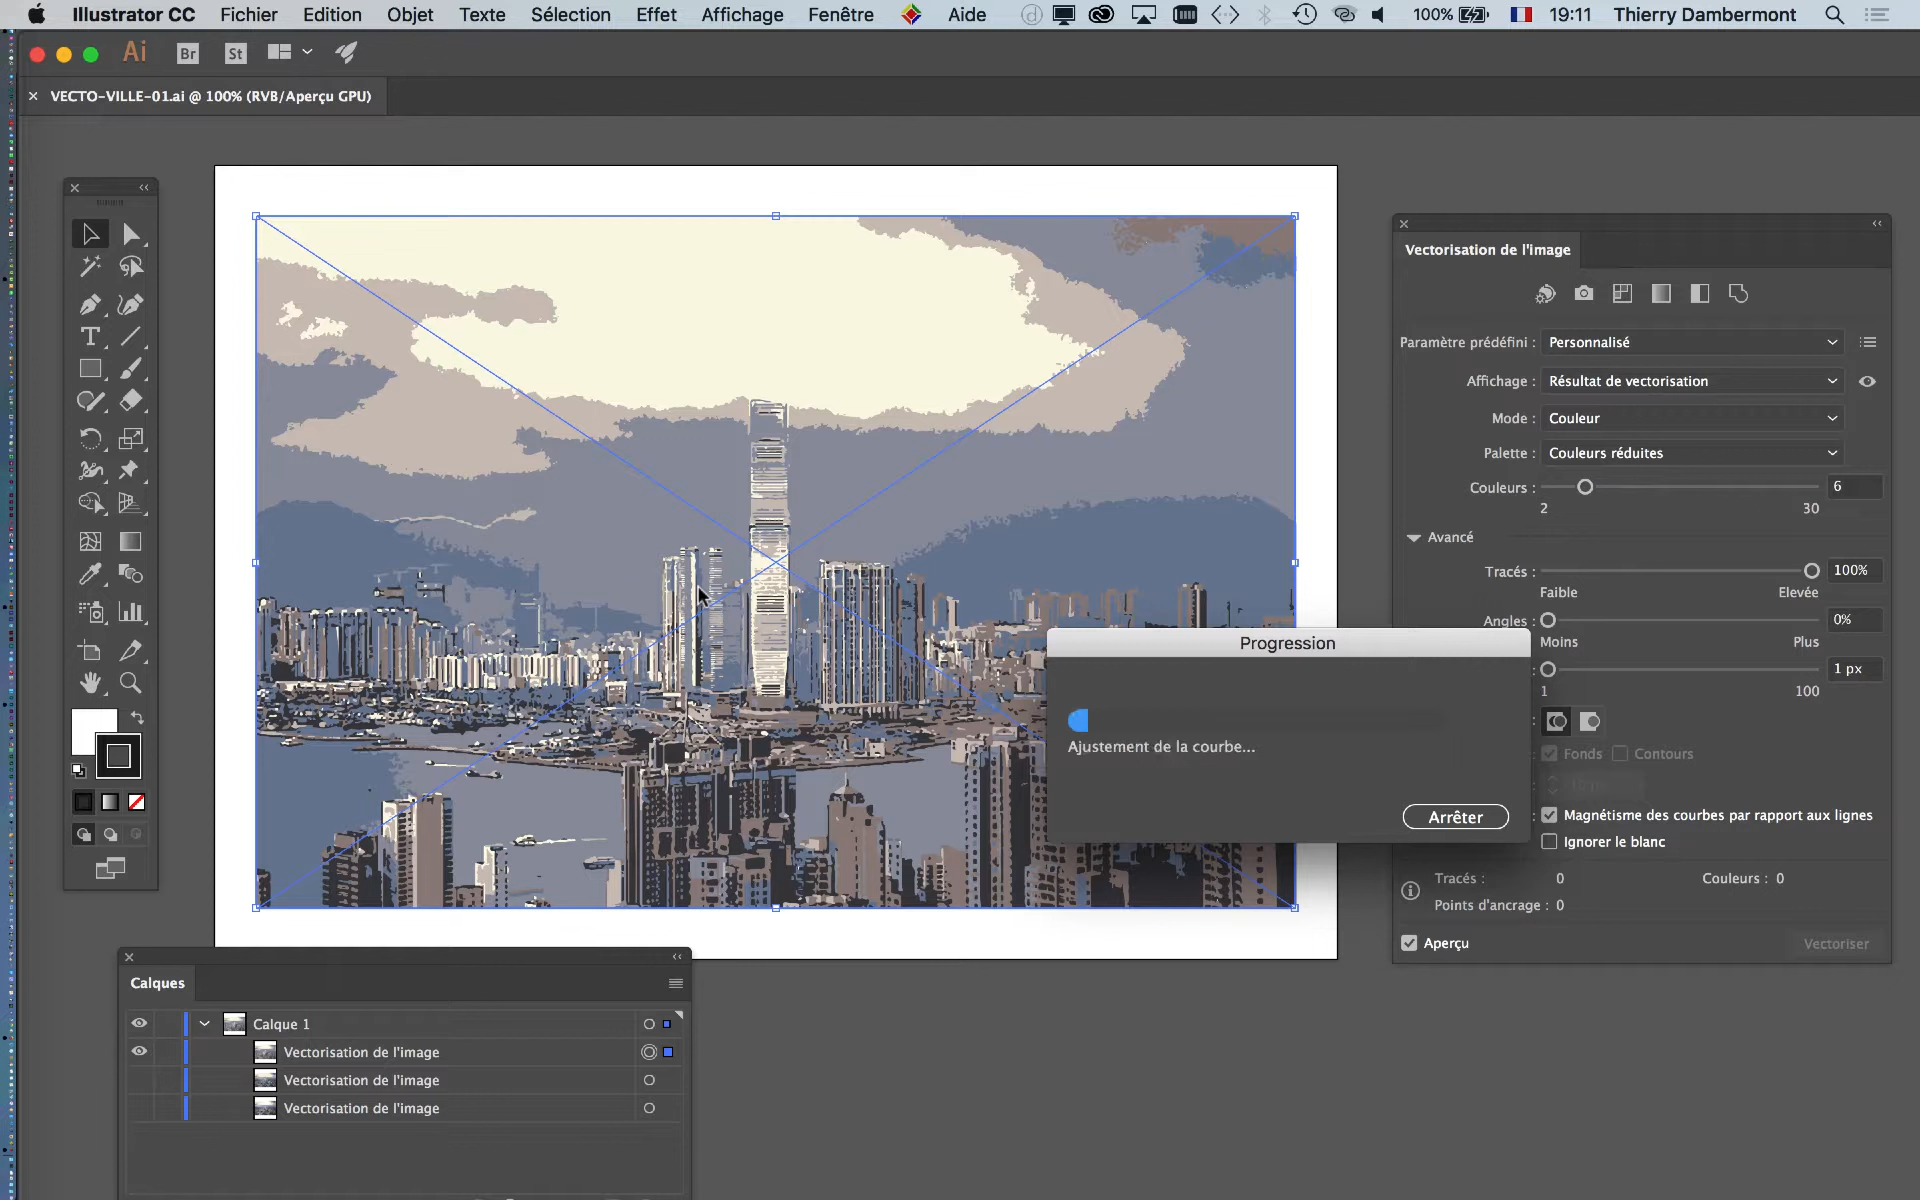 Illustrator CC Fichier Edition Objet Texte Sélection Effet Affichage Fenêtre Aide 100% 19:11 Thierry Dambermont
Ai Br St
× VECTO-VILLE-01.ai @ 100% (RVB/Aperçu GPU)
Vectorisation de l'image
Paramètre prédéfini : Personnalisé
Affichage : Résultat de vectorisation
Mode : Couleur
Palette : Couleurs réduites
Couleurs : 6
2 30
Avancé
Tracés : 100%
Faible Elevée
Angles : 0%
Moins Plus
1 px
1 100
Progression
Ajustement de la courbe...
Arrêter
Fonds Contours
Magnétisme des courbes par rapport aux lignes
Ignorer le blanc
Tracés : 0 Couleurs : 0
Points d'ancrage : 0
Aperçu Vectoriser
Calques
Calque 1
Vectorisation de l'image
Vectorisation de l'image
Vectorisation de l'image